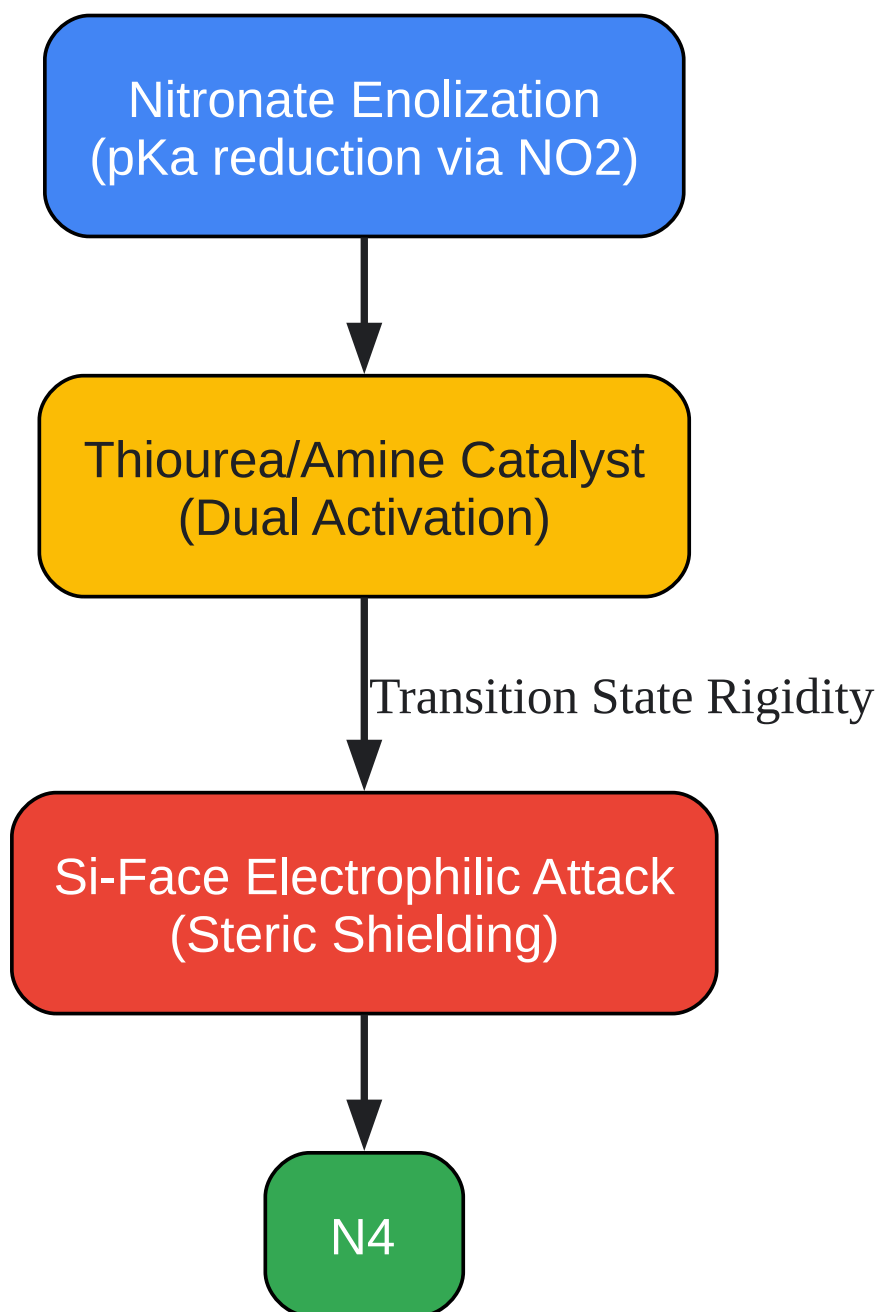 Nitronate Enolization
(pKa reduction via NO2)
Thiourea/Amine Catalyst
(Dual Activation)
Transition State Rigidity
Si-Face Electrophilic Attack
(Steric Shielding)
N4